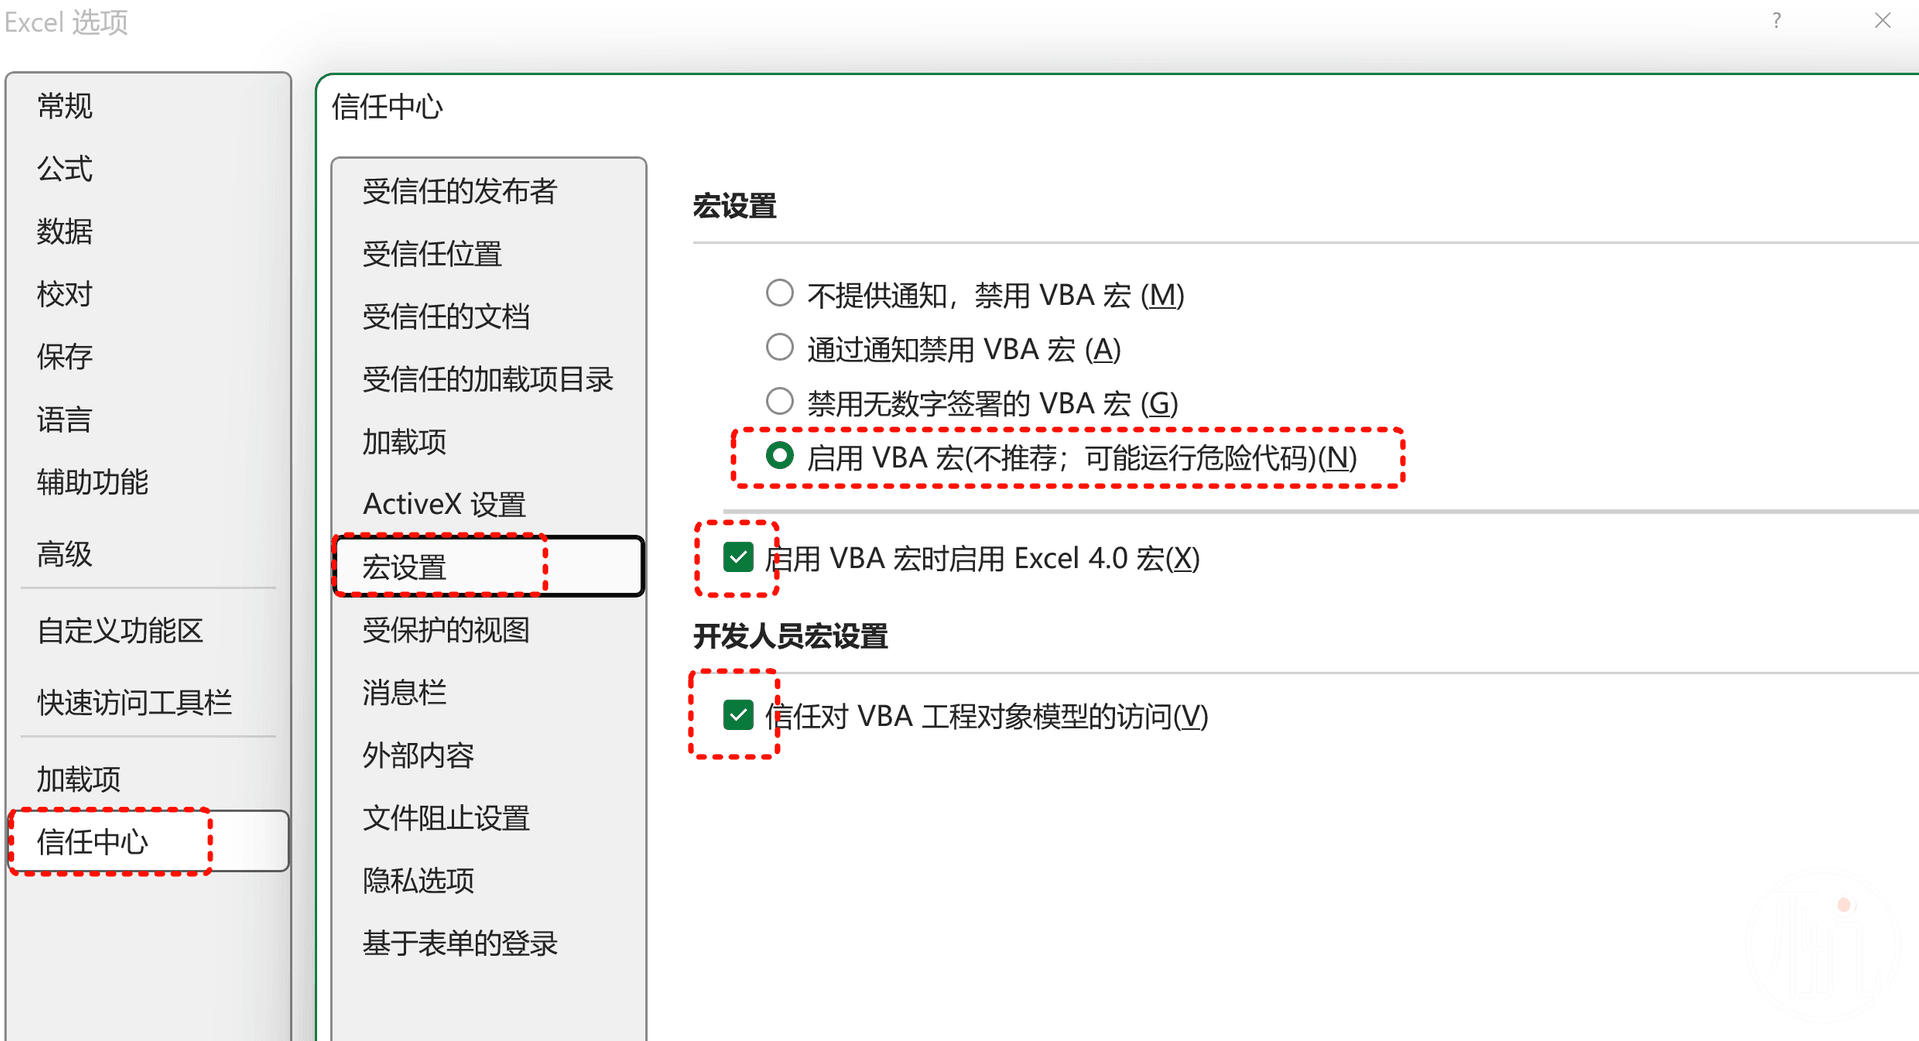 Excel 选项
?
常规
公式
数据
校对
保存
语言
辅助功能
高级
自定义功能区
快速访问工具栏
加载项
信任中心
信任中心
受信任的发布者
受信任位置
受信任的文档
受信任的加载项目录
加载项
ActiveX 设置
宏设置
受保护的视图
消息栏
外部内容
文件阻止设置
隐私选项
基于表单的登录
宏设置
不提供通知，禁用 VBA 宏 (M)
通过通知禁用 VBA 宏 (A)
禁用无数字签署的 VBA 宏 (G)
启用 VBA 宏(不推荐；可能运行危险代码)(N)
启用 VBA 宏时启用 Excel 4.0 宏(X)
开发人员宏设置
信任对 VBA 工程对象模型的访问(V)